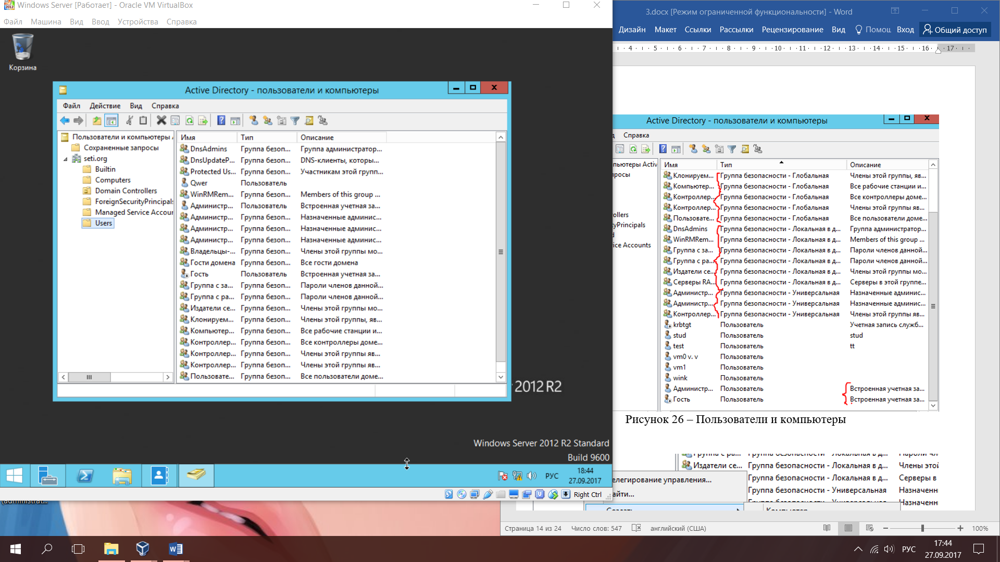 Windows Server [Работает] - Oracle VM VirtualBox
Файл Машина Вид Ввод Устройства Справка
Корзина
Active Directory - пользователи и компьютеры
Файл Действие Вид Справка
Пользователи и компьютеры
Сохраненные запросы
seti.org
Builtin
Computers
Domain Controllers
ForeignSecurityPrincipals
Managed Service Accour
Users
Имя Тип Описание
DnsAdmins Группа безоп... Группа администратор...
DnsUpdateP... Группа безоп... DNS-клиенты, которы...
Protected Us... Группа безоп... Участникам этой групп...
Qwer Пользователь
WinRMRem... Группа безоп... Members of this group ...
Администр... Пользователь Встроенная учетная за...
Администр... Группа безоп... Назначенные админис...
Администр... Группа безоп... Назначенные админис...
Администр... Группа безоп... Назначенные админис...
Владельцы-... Группа безоп... Члены этой группы мо...
Гости домена Группа безоп... Все гости домена
Гость Пользователь Встроенная учетная за...
Группа с за... Группа безоп... Пароли членов данной...
Группа с ра... Группа безоп... Пароли членов данной...
Издатели се... Группа безоп... Члены этой группы мо...
Клонируем... Группа безоп... Члены этой группы, яв...
Компьютер... Группа безоп... Все рабочие станции и...
Контроллер... Группа безоп... Все контроллеры доме...
Контроллер... Группа безоп... Члены этой группы яв...
Контроллер... Группа безоп... Члены этой группы яв...
Пользовате... Группа безоп... Все пользователи доме...
2012 R2
Windows Server 2012 R2 Standard
Build 9600
РУС
18:44
27.09.2017
Right Ctrl
(administrat...
3.docx [Режим ограниченной функциональности] - Word
Дизайн Макет Ссылки Рассылки Рецензирование Вид Помощ Вход Общий доступ
4 5 6 7 8 9 10 11 12 13 14 15 16 17
Active Directory - пользователи и компьютеры
Справка
пьютеры Activ
просы
ollers
yPrincipals
d
ice Accounts
Имя Тип Описание
Клонируем... Группа безопасности - Глобальная Члены этой группы, яв...
Компьютер... Группа безопасности - Глобальная Все рабочие станции и...
Контроллер... Группа безопасности - Глобальная Все контроллеры доме...
Контроллер... Группа безопасности - Глобальная Члены этой группы яв...
Пользовате... Группа безопасности - Глобальная Все пользователи доме...
DnsAdmins Группа безопасности - Локальная в д... Группа администратор...
WinRMRem... Группа безопасности - Локальная в д... Members of this group ...
Группа с за... Группа безопасности - Локальная в д... Пароли членов данной...
Группа с ра... Группа безопасности - Локальная в д... Пароли членов данной...
Издатели се... Группа безопасности - Локальная в д... Члены этой группы мо...
Серверы RA... Группа безопасности - Локальная в д... Серверы в этой группе...
Администр... Группа безопасности - Универсальная Назначенные админис...
Администр... Группа безопасности - Универсальная Назначенные админис...
Контроллер... Группа безопасности - Универсальная Члены этой группы яв...
krbtgt Пользователь Учетная запись служб...
stud Пользователь stud
test Пользователь tt
vm0 v. v Пользователь
vm1 Пользователь
wink Пользователь
Администр... Пользователь Встроенная учетная за...
Гость Пользователь Встроенная учетная за...
Рисунок 26 – Пользователи и компьютеры
Группа с ра... Группа безопасности - Локальная в д...
Издатели се... Группа безопасности - Локальная в д... Члены этой
елегирование управления... Группа безопасности - Локальная в д... Серверы в
Группа безопасности - Универсальная Назначенн
айти... Группа безопасности - Универсальная Назначенн
Создать Компьютер
Страница 14 из 24 Число слов: 547 английский (США) 100%
РУС
17:44
27.09.2017